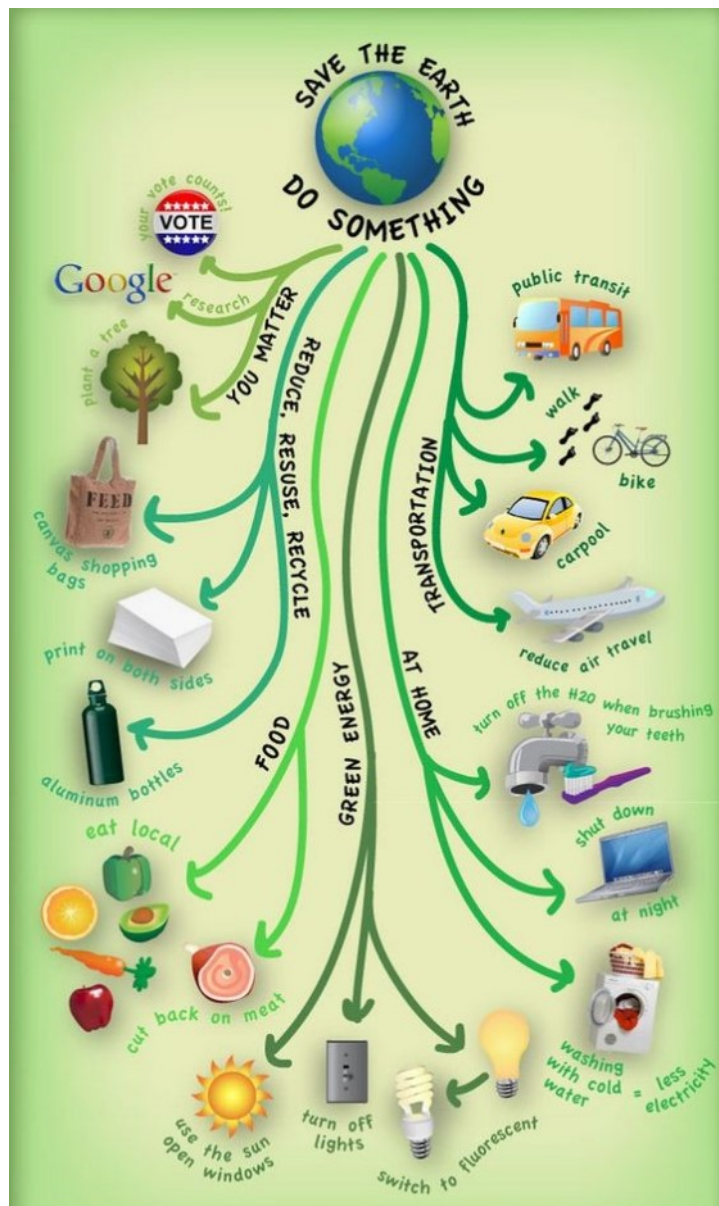 SAVE THE EARTH
DO SOMETHING
YOU MATTER
your vote counts!
VOTE
Google
research
plant a tree
REDUCE, RESUSE, RECYCLE
FEED
canvas shopping
bags
print on both sides
aluminum bottles
FOOD
eat local
cut back on meat
GREEN ENERGY
use the sun
open windows
turn off
lights
switch to fluorescent
AT HOME
turn off the H20 when brushing
your teeth
shut down
at night
washing
with cold = less
water electricity
TRANSPORTATION
public transit
walk
bike
carpool
reduce air travel